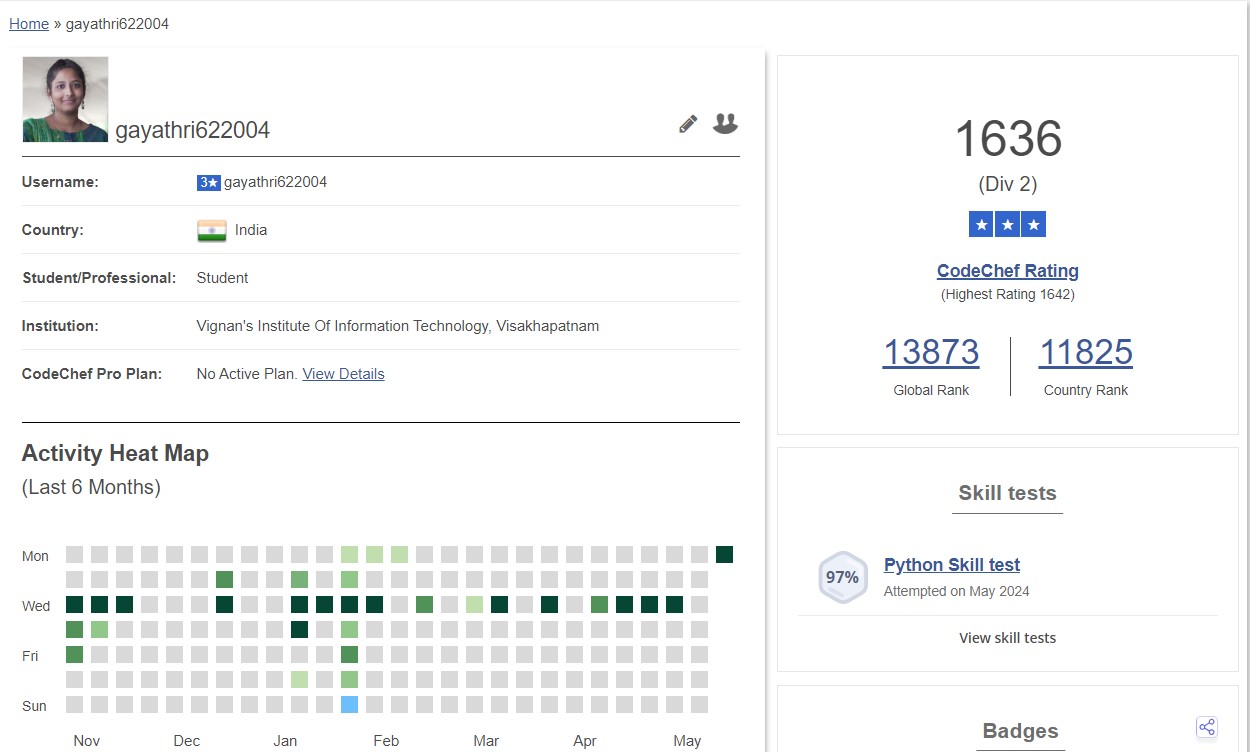 Home » gayathri622004
gayathri622004
Username: 3★ gayathri622004
Country: India
Student/Professional: Student
Institution: Vignan's Institute Of Information Technology, Visakhapatnam
CodeChef Pro Plan: No Active Plan. View Details
Activity Heat Map
(Last 6 Months)
Mon
Wed
Fri
Sun
Nov Dec Jan Feb Mar Apr May
1636
(Div 2)
★ ★ ★
CodeChef Rating
(Highest Rating 1642)
13873 11825
Global Rank Country Rank
Skill tests
97% Python Skill test
Attempted on May 2024
View skill tests
Badges